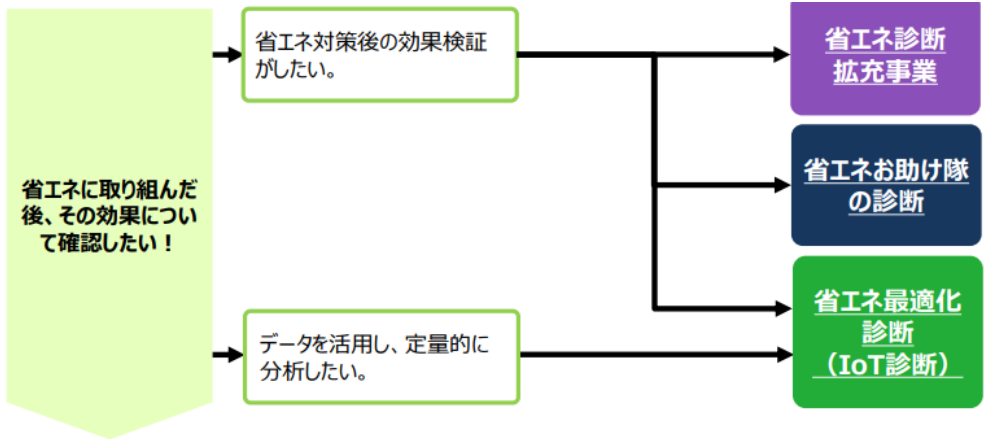 省エネに取り組んだ
後、その効果につい
て確認したい！
省エネ対策後の効果検証
がしたい。
データを活用し、定量的に
分析したい。
省エネ診断
拡充事業
省エネお助け隊
の診断
省エネ最適化
診断
（IoT診断）